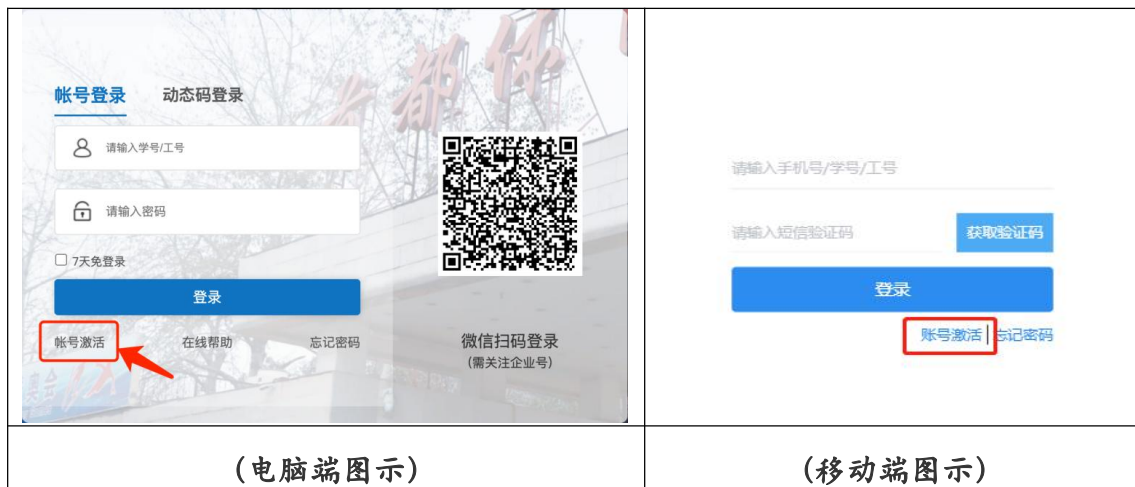 帐号登录 动态码登录
请输入学号/工号
请输入密码
7天免登录
登录
帐号激活 在线帮助 忘记密码
微信扫码登录
(需关注企业号)
请输入手机号/学号/工号
请输入短信验证码 获取验证码
登录
账号激活 忘记密码
(电脑端图示) (移动端图示)